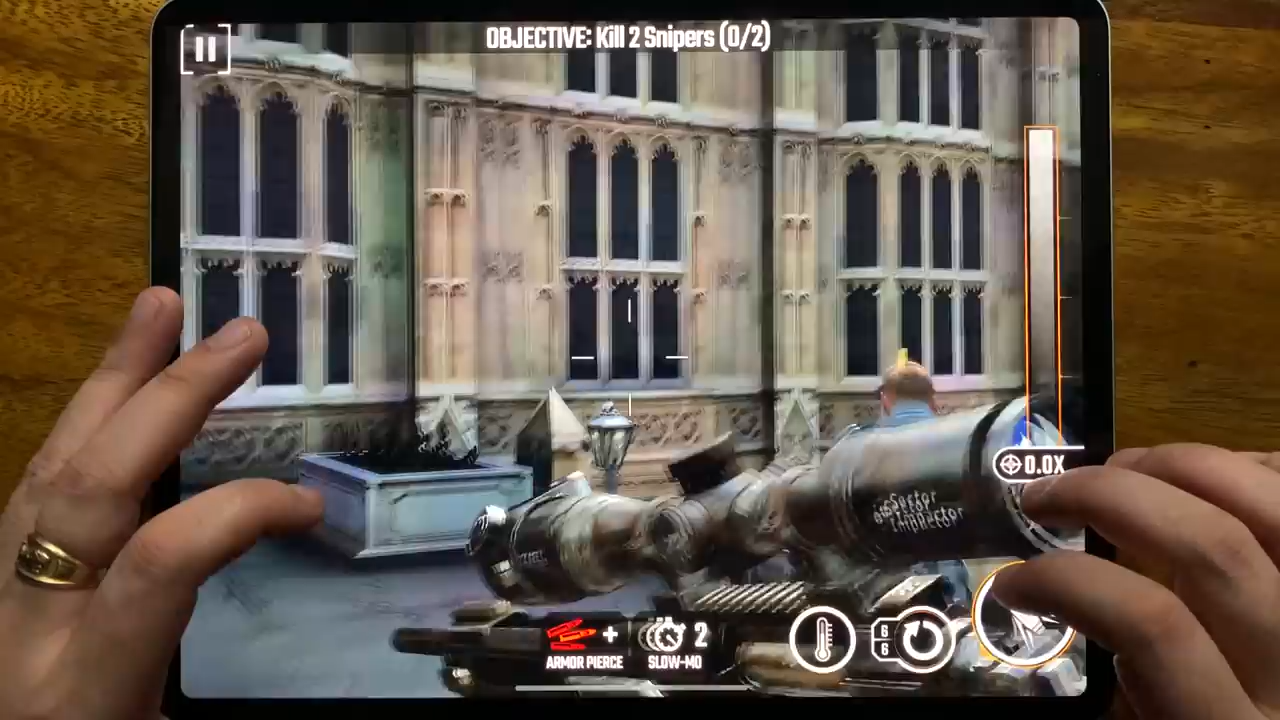 OBJECTIVE: Kill 2 Snipers (0/2)
0.0X
+
2
ARMOR PIERCE
SLOW-MO
6
6